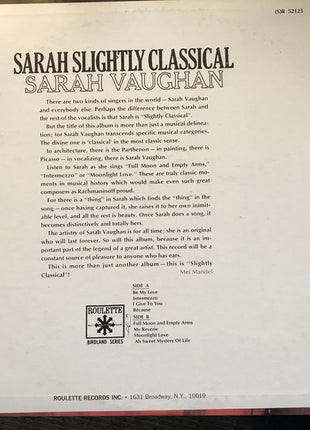 (S)R 52123
SARAH SLIGHTLY CLASSICAL
SARAH VAUGHAN
There are two kinds of singers in the world – Sarah Vaughan
and everybody else. Perhaps the difference between Sarah and
the rest of the vocalists is that Sarah is "Slightly Classical".
But the title of this album is more than just a musical delinea-
tion; for Sarah Vaughan transcends specific musical categories.
The divine one is 'classical' in the most classic sense.
In architecture, there is the Parthenon – in painting, there is
Picasso – in vocalizing, there is Sarah Vaughan.
Listen to Sarah as she sings "Full Moon and Empty Arms,"
"Intermezzo" or "Moonlight Love." These are truly classic mo-
ments in musical history which would make even such great
composers as Rachmaninoff proud.
For there is a "thing" in Sarah which finds the "thing" in the
song – once having captured it, she raises it to her own inimit-
able level, and all the rest is beauty. Once Sarah does a song, it
becomes distinctively and totally hers.
The artistry of Sarah Vaughan is for all time; she is an original
who will last forever. So will this album, because it is an im-
portant part of the legend of a great artist. This record will be a
constant source of pleasure to anyone who has ears.
This is more than just another album – this is "Slightly
Classical"!
Mel Mandel
SIDE A
Be My Love
Intermezzo
I Give To You
Because
SIDE B
Full Moon and Empty Arms
My Reverie
Moonlight Love
Ah Sweet Mystery Of Life
ROULETTE
BIRDLAND SERIES
ROULETTE RECORDS INC. • 1631 Broadway, N.Y., 10019